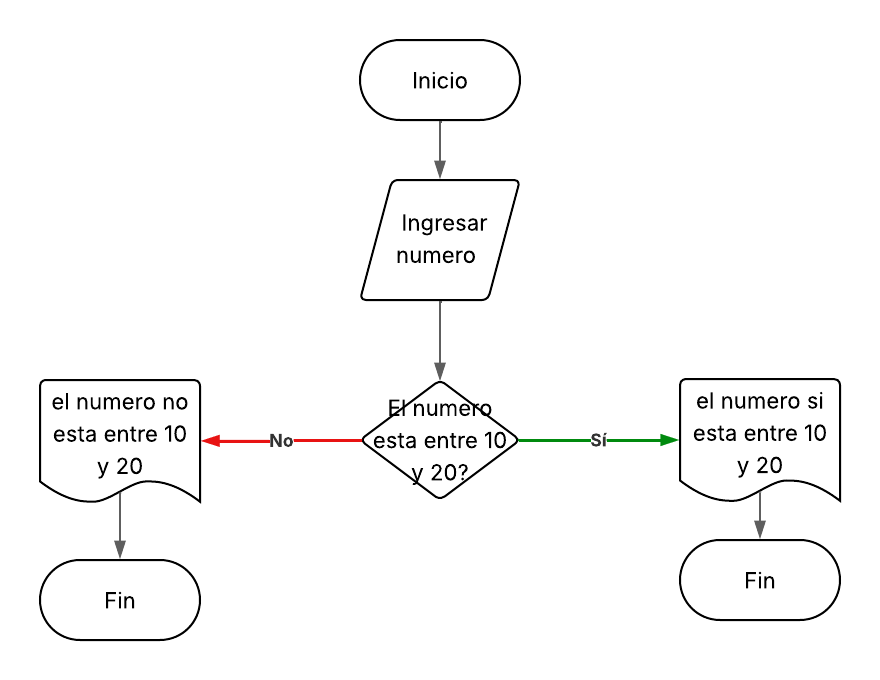 Inicio
Ingresar
numero
El numero
esta entre 10
y 20?
No
Sí
el numero no
esta entre 10
y 20
el numero si
esta entre 10
y 20
Fin
Fin